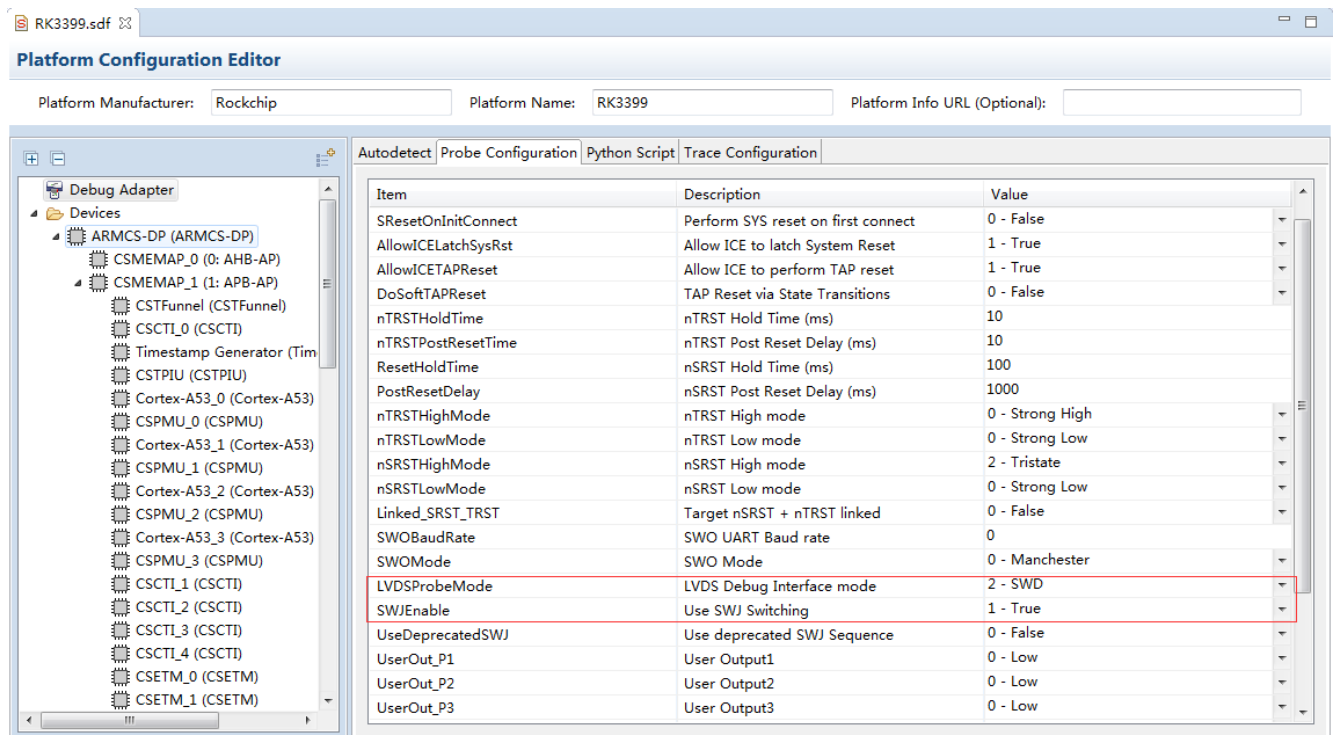 RK3399.sdf
Platform Configuration Editor
Platform Manufacturer: Rockchip Platform Name: RK3399 Platform Info URL (Optional):
Autodetect Probe Configuration Python Script Trace Configuration
Debug Adapter
Devices
ARMCS-DP (ARMCS-DP)
CSMEMAP_0 (0: AHB-AP)
CSMEMAP_1 (1: APB-AP)
CSTFunnel (CSTFunnel)
CSCTI_0 (CSCTI)
Timestamp Generator (Tim
CSTPIU (CSTPIU)
Cortex-A53_0 (Cortex-A53)
CSPMU_0 (CSPMU)
Cortex-A53_1 (Cortex-A53)
CSPMU_1 (CSPMU)
Cortex-A53_2 (Cortex-A53)
CSPMU_2 (CSPMU)
Cortex-A53_3 (Cortex-A53)
CSPMU_3 (CSPMU)
CSCTI_1 (CSCTI)
CSCTI_2 (CSCTI)
CSCTI_3 (CSCTI)
CSCTI_4 (CSCTI)
CSETM_0 (CSETM)
CSETM_1 (CSETM)
Item Description Value
SResetOnInitConnect Perform SYS reset on first connect 0 - False
AllowICELatchSysRst Allow ICE to latch System Reset 1 - True
AllowICETAPReset Allow ICE to perform TAP reset 1 - True
DoSoftTAPReset TAP Reset via State Transitions 0 - False
nTRSTHoldTime nTRST Hold Time (ms) 10
nTRSTPostResetTime nTRST Post Reset Delay (ms) 10
ResetHoldTime nSRST Hold Time (ms) 100
PostResetDelay nSRST Post Reset Delay (ms) 1000
nTRSTHighMode nTRST High mode 0 - Strong High
nTRSTLowMode nTRST Low mode 0 - Strong Low
nSRSTHighMode nSRST High mode 2 - Tristate
nSRSTLowMode nSRST Low mode 0 - Strong Low
Linked_SRST_TRST Target nSRST + nTRST linked 0 - False
SWOBaudRate SWO UART Baud rate 0
SWOMode SWO Mode 0 - Manchester
LVDSProbeMode LVDS Debug Interface mode 2 - SWD
SWJEnable Use SWJ Switching 1 - True
UseDeprecatedSWJ Use deprecated SWJ Sequence 0 - False
UserOut_P1 User Output1 0 - Low
UserOut_P2 User Output2 0 - Low
UserOut_P3 User Output3 0 - Low